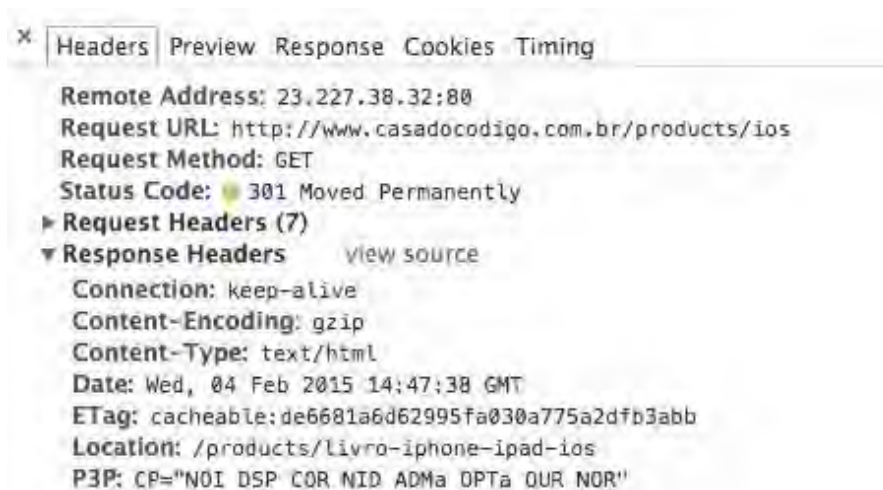 × Headers Preview Response Cookies Timing
Remote Address: 23.227.38.32:80
Request URL: http://www.casadocodigo.com.br/products/ios
Request Method: GET
Status Code: 301 Moved Permanently
▶ Request Headers (7)
▼ Response Headers view source
Connection: keep-alive
Content-Encoding: gzip
Content-Type: text/html
Date: Wed, 04 Feb 2015 14:47:38 GMT
ETag: cacheable:de6681a6d62995fa030a775a2dfb3abb
Location: /products/livro-iphone-ipad-ios
P3P: CP="NOI DSP COR NID ADMa OPTa OUR NOR"